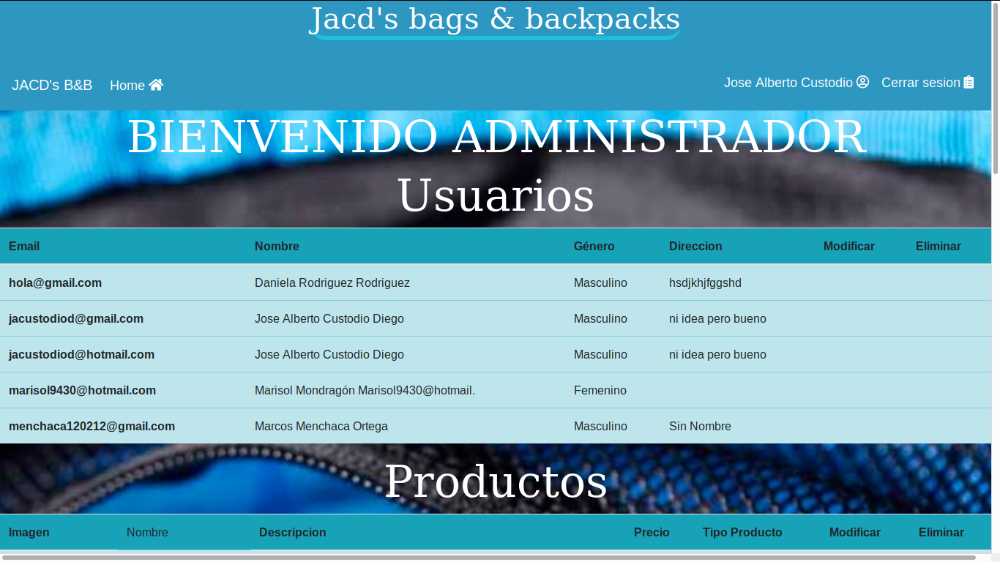 Jacd's bags & backpacks
JACD's B&B Home Jose Alberto Custodio Cerrar sesion
BIENVENIDO ADMINISTRADOR
Usuarios
Email Nombre Género Direccion Modificar Eliminar
hola@gmail.com Daniela Rodriguez Rodriguez Masculino hsdjkhjfggshd
jacustodiod@gmail.com Jose Alberto Custodio Diego Masculino ni idea pero bueno
jacustodiod@hotmail.com Jose Alberto Custodio Diego Masculino ni idea pero bueno
marisol9430@hotmail.com Marisol Mondragón Marisol9430@hotmail. Femenino
menchaca120212@gmail.com Marcos Menchaca Ortega Masculino Sin Nombre
Productos
Imagen Nombre Descripcion Precio Tipo Producto Modificar Eliminar